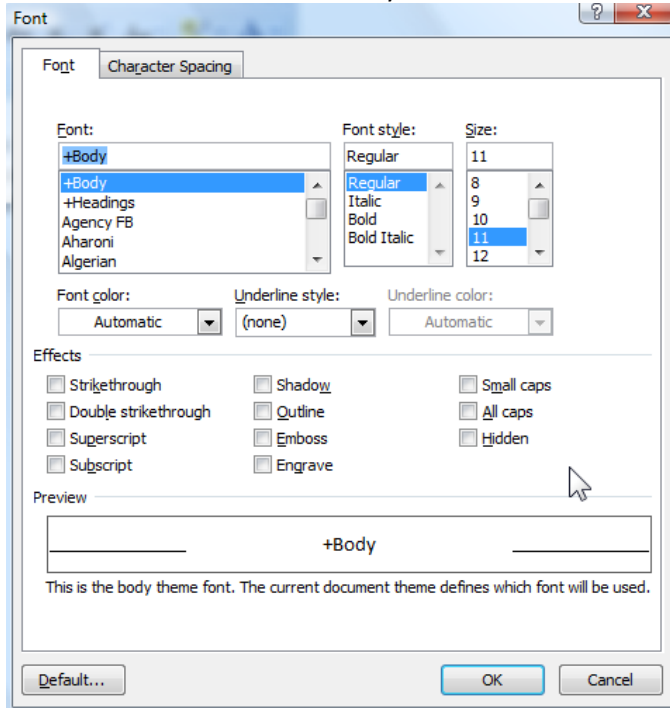 Font
Font Character Spacing
Font: Font style: Size:
+Body Regular 11
+Body Regular 8
+Headings Italic 9
Agency FB Bold 10
Aharoni Bold Italic 11
Algerian 12
Font color: Underline style: Underline color:
Automatic (none) Automatic
Effects
Strikethrough Shadow Small caps
Double strikethrough Outline All caps
Superscript Emboss Hidden
Subscript Engrave
Preview
+Body
This is the body theme font. The current document theme defines which font will be used.
Default... OK Cancel